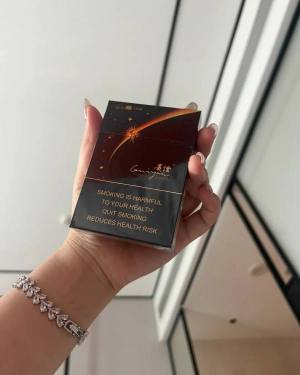 SMOKING IS HARMFUL
TO YOUR HEALTH
QUIT SMOKING
REDUCES HEALTH RISK